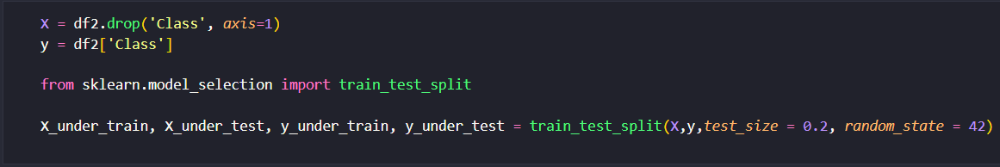 X = df2.drop('Class', axis=1)
y = df2['Class']
from sklearn.model_selection import train_test_split
X_under_train, X_under_test, y_under_train, y_under_test = train_test_split(X,y,test_size = 0.2, random_state = 42)